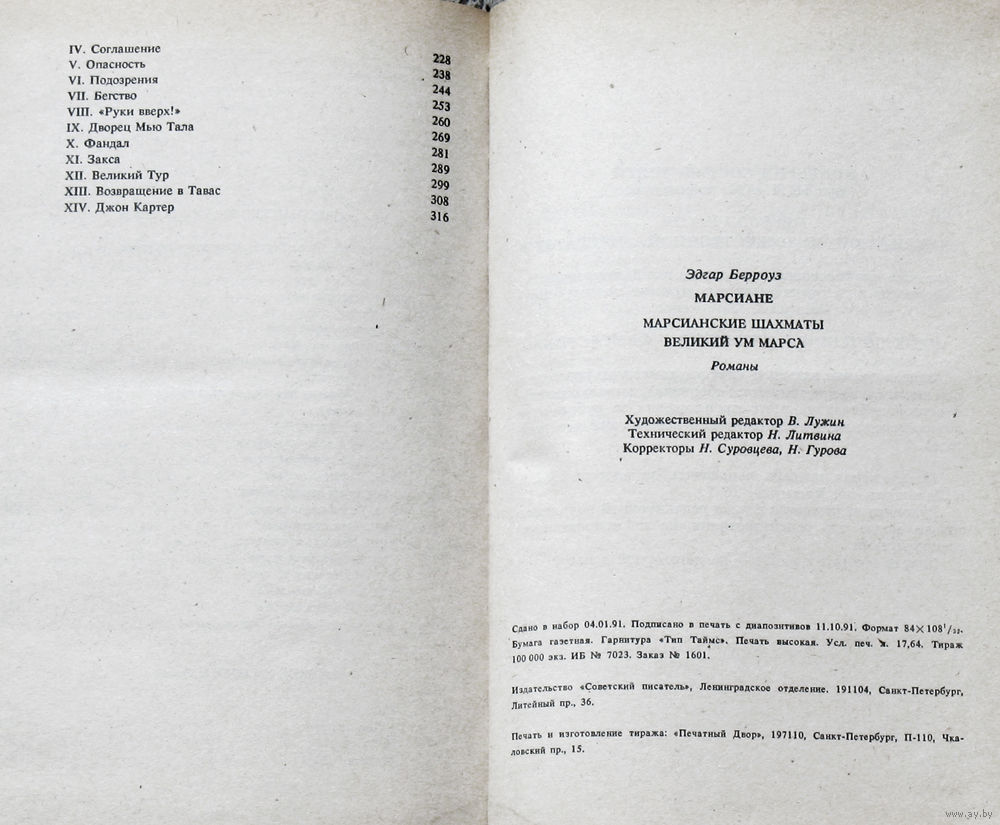 IV. Соглашение 228
V. Опасность 238
VI. Подозрения 244
VII. Бегство 253
VIII. «Руки вверх!» 260
IX. Дворец Мью Тала 269
X. Фандал 281
XI. Закса 289
XII. Великий Тур 299
XIII. Возвращение в Тавас 308
XIV. Джон Картер 316
Эдгар Берроуз
МАРСИАНЕ
МАРСИАНСКИЕ ШАХМАТЫ
ВЕЛИКИЙ УМ МАРСА
Романы
Художественный редактор В. Лужин
Технический редактор Н. Литвина
Корректоры Н. Суровцева, Н. Гурова
Сдано в набор 04.01.91. Подписано в печать с диапозитивов 11.10.91. Формат 84×108¹/₃₂.
Бумага газетная. Гарнитура «Тип Таймс». Печать высокая. Усл. печ. л. 17,64. Тираж
100 000 экз. ИБ № 7023. Заказ № 1601.
Издательство «Советский писатель», Ленинградское отделение. 191104, Санкт-Петербург,
Литейный пр., 36.
Печать и изготовление тиража: «Печатный Двор», 197110, Санкт-Петербург, П-110, Чка-
ловский пр., 15.
www.ay.by